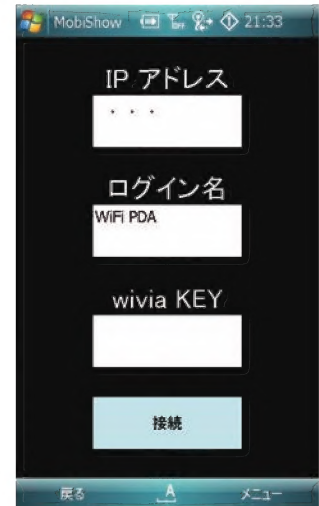 MobiShow 21:33
IP アドレス
. . .
ログイン名
WiFi PDA
wivia KEY
接続
戻る A メニュー